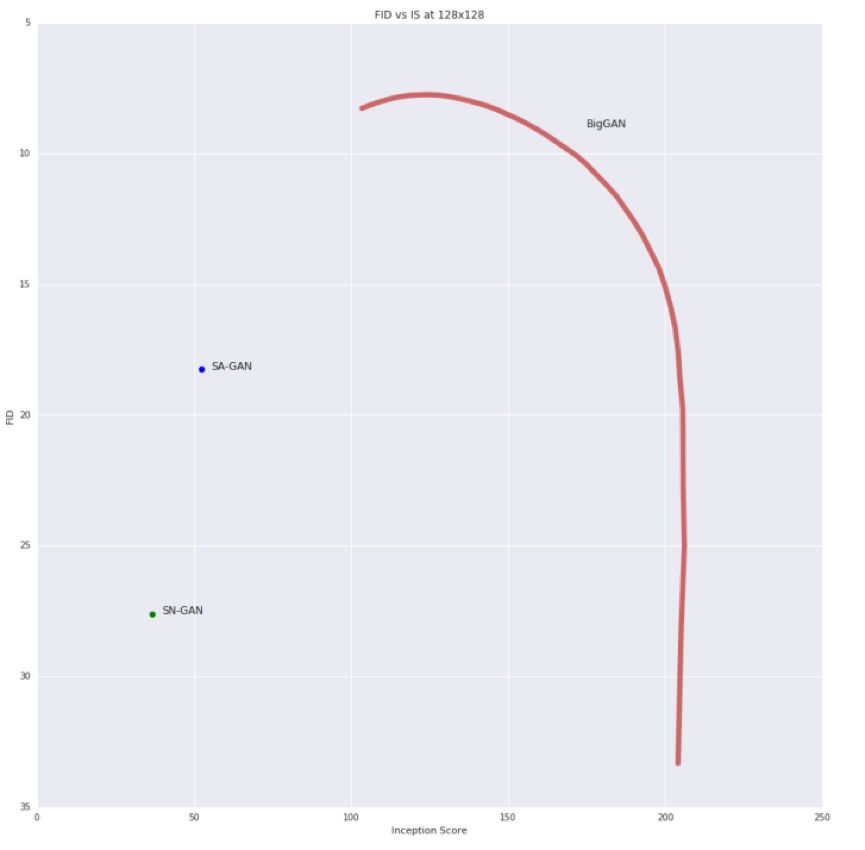 FID vs IS at 128x128
5
BigGAN
10
15
SA-GAN
20
FID
25
SN-GAN
30
35
0 50 100 150 200 250
Inception Score